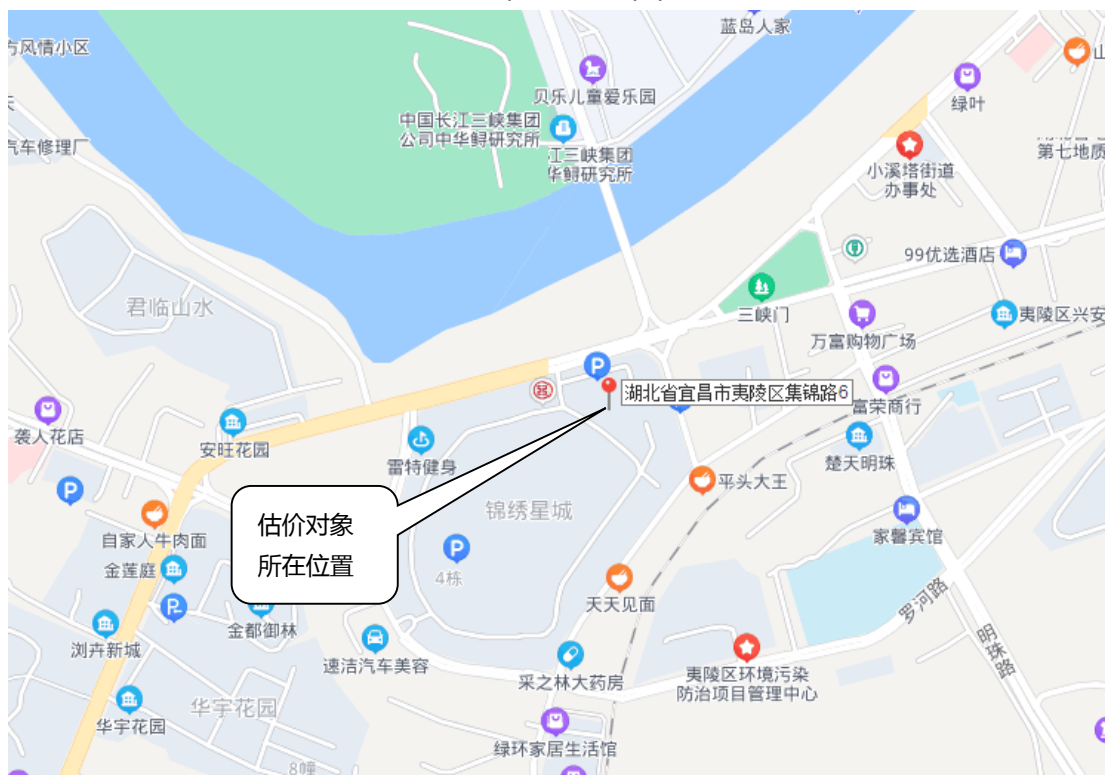 蓝岛人家
方风情小区
山
绿叶
贝乐儿童爱乐园
中国长江三峡集团
公司中华鲟研究所
江三峡集团
华鲟研究所
汽车修理厂
第七地质
小溪塔街道
办事处
99优选酒店
君临山水
三峡门
夷陵区兴安
万富购物广场
P
湖北省宜昌市夷陵区集锦路6
富荣商行
袭人花店
安旺花园
雷特健身
楚天明珠
平头大王
P
锦绣星城
估价对象
所在位置
家馨宾馆
自家人牛肉面
P
4栋
金莲庭
天天见面
P
罗河路
金都御林
明珠路
浏卉新城
速洁汽车美容
采之林大药房
夷陵区环境污染
防治项目管理中心
华宇花园
华宇花园
绿环家居生活馆
8幢